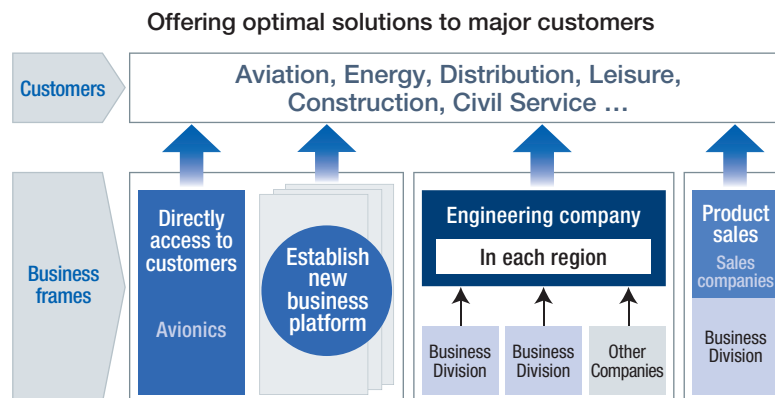 Offering optimal solutions to major customers
Customers
Aviation, Energy, Distribution, Leisure,
Construction, Civil Service ...
Business
frames
Directly
access to
customers
Avionics
Establish
new
business
platform
Engineering company
In each region
Business
Division
Business
Division
Other
Companies
Product
sales
Sales
companies
Business
Division